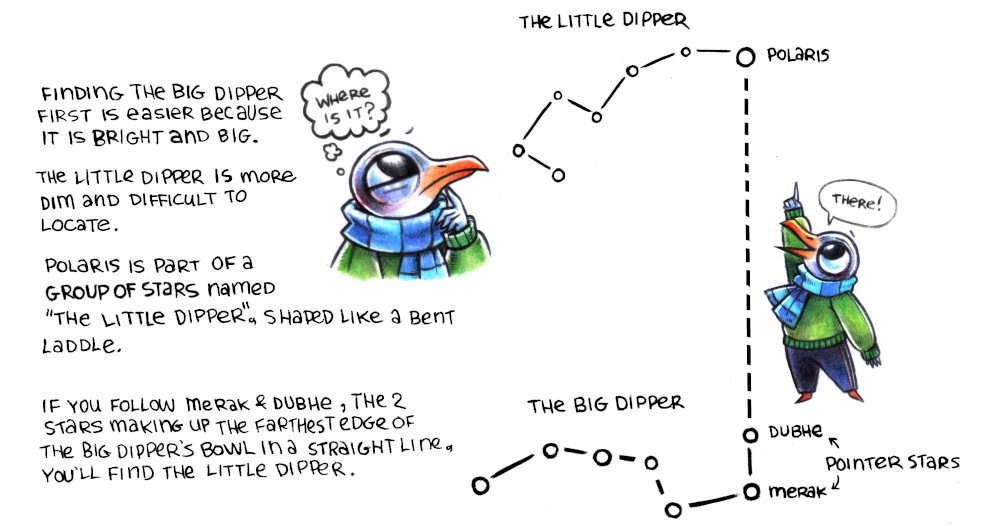 THE LITTLE DIPPER
POLARIS
FINDING THE BIG DIPPER
FIRST IS EASIER BECAUSE
IT IS BRIGHT AND BIG.
WHERE
IS IT?
THE LITTLE DIPPER IS MORE
DIM AND DIFFICULT TO
LOCATE.
THERE!
POLARIS IS PART OF A
GROUP OF STARS NAMED
"THE LITTLE DIPPER", SHAPED LIKE A BENT
LADDLE.
IF YOU FOLLOW MERAK & DUBHE, THE 2
STARS MAKING UP THE FARTHEST EDGE OF
THE BIG DIPPER'S BOWL IN A STRAIGHT LINE,
YOU'LL FIND THE LITTLE DIPPER.
THE BIG DIPPER
DUBHE
POINTER STARS
MERAK